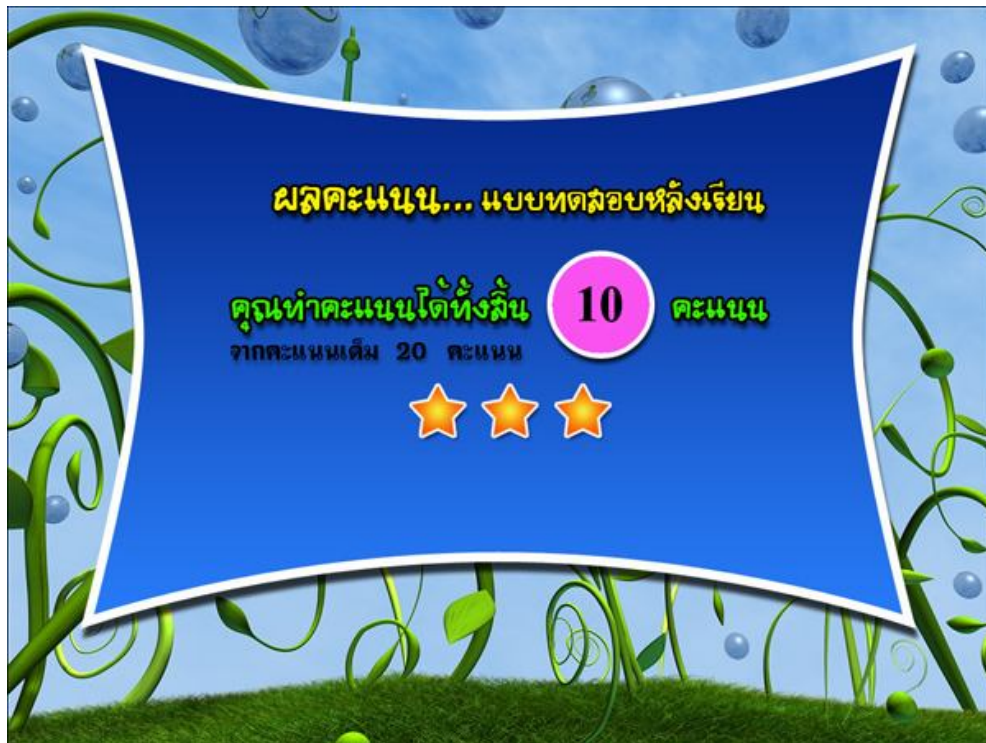 ผลคะแนน... แบบทดสอบหลังเรียน
คุณทำคะแนนได้ทั้งสิ้น 10 คะแนน
จากคะแนนเต็ม 20 คะแนน